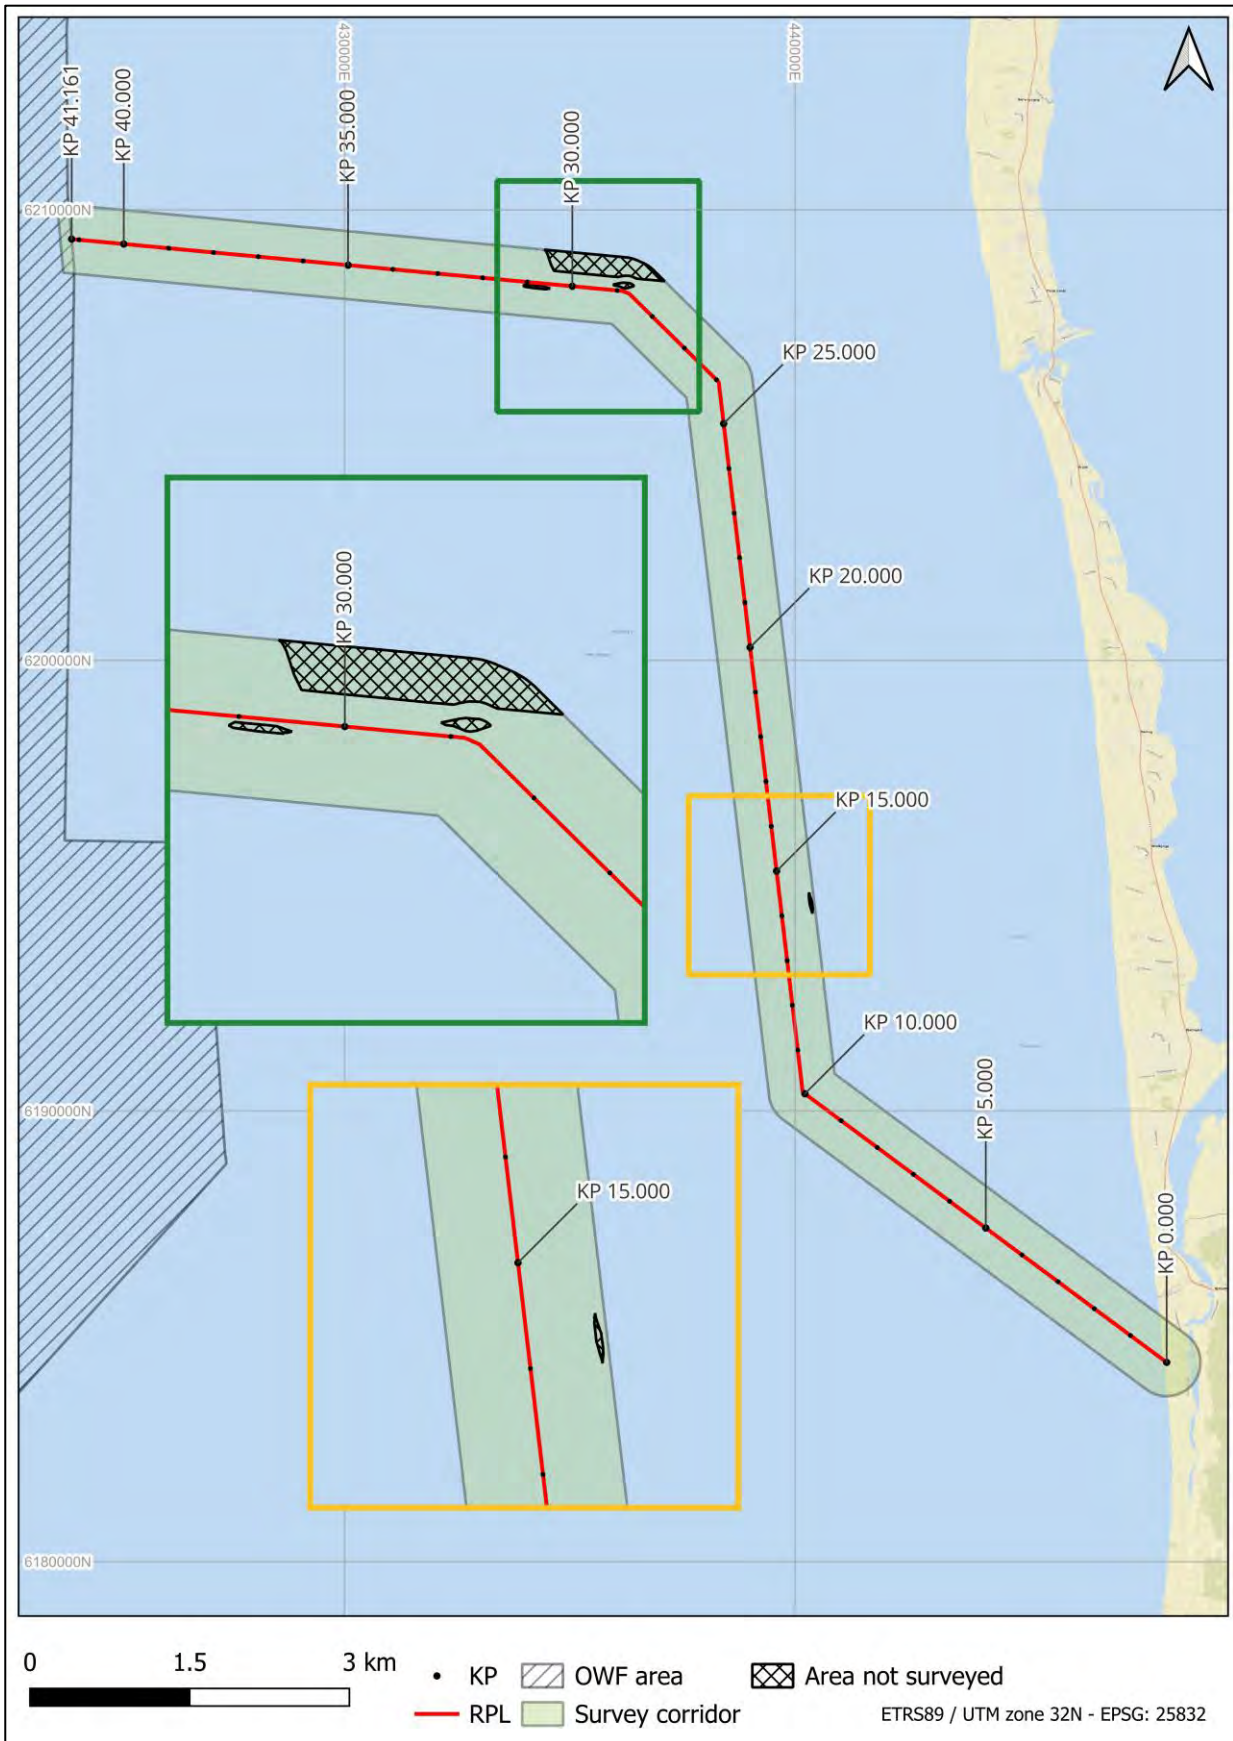 430000E
440000E
KP 41.161
KP 40.000
KP 35.000
KP 30.000
6210000N
KP 25.000
KP 20.000
KP 30.000
6200000N
KP 15.000
KP 10.000
KP 5.000
6190000N
KP 15.000
KP 0.000
6180000N
0 1.5 3 km
KP
OWF area
Area not surveyed
RPL
Survey corridor
ETRS89 / UTM zone 32N - EPSG: 25832